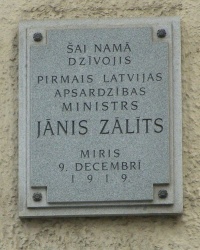 ŠAI NAMĀ
DZĪVOJIS
PIRMAIS LATVIJAS
APSARDZĪBAS
MINISTRS
JĀNIS ZĀLĪTS
MIRIS
9. DECEMBRĪ
1919